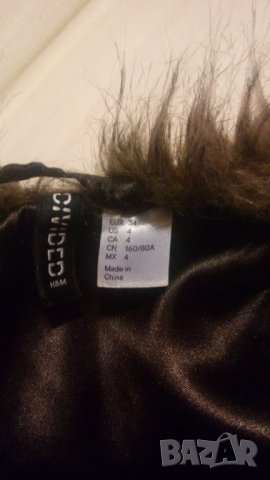 DIVIDED
H&M
EUR 34
US 4
CA 4
CN 160/80A
MX 4
Made in
China
BAZAR